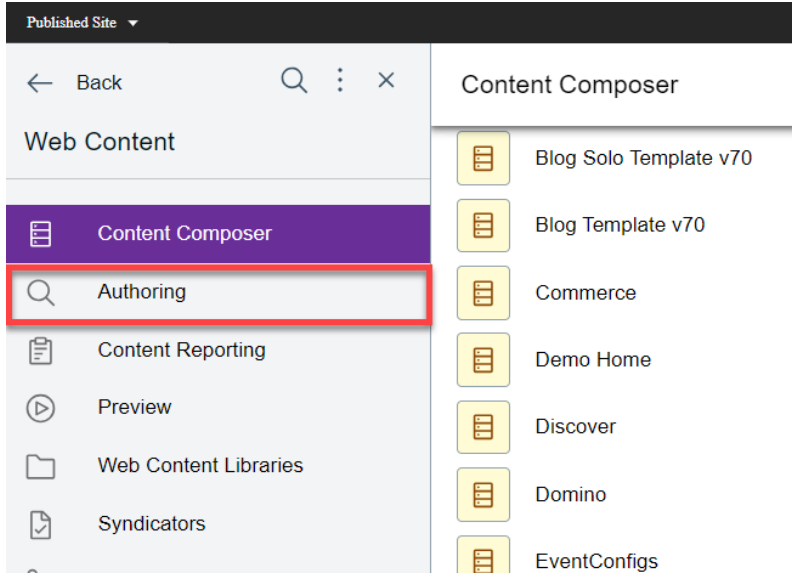 Published Site
Back
Web Content
Content Composer
Authoring
Content Reporting
Preview
Web Content Libraries
Syndicators
Content Composer
Blog Solo Template v70
Blog Template v70
Commerce
Demo Home
Discover
Domino
EventConfigs